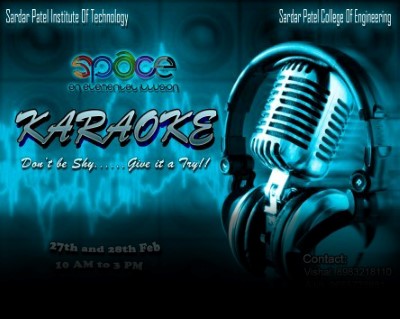 Sardar Patel Institute Of Technology
Sardar Patel College Of Engineering
space
KARAOKE
Don't be Shy......Give it a Try!!
27th and 28th Feb
10 AM to 3 PM
Contact: